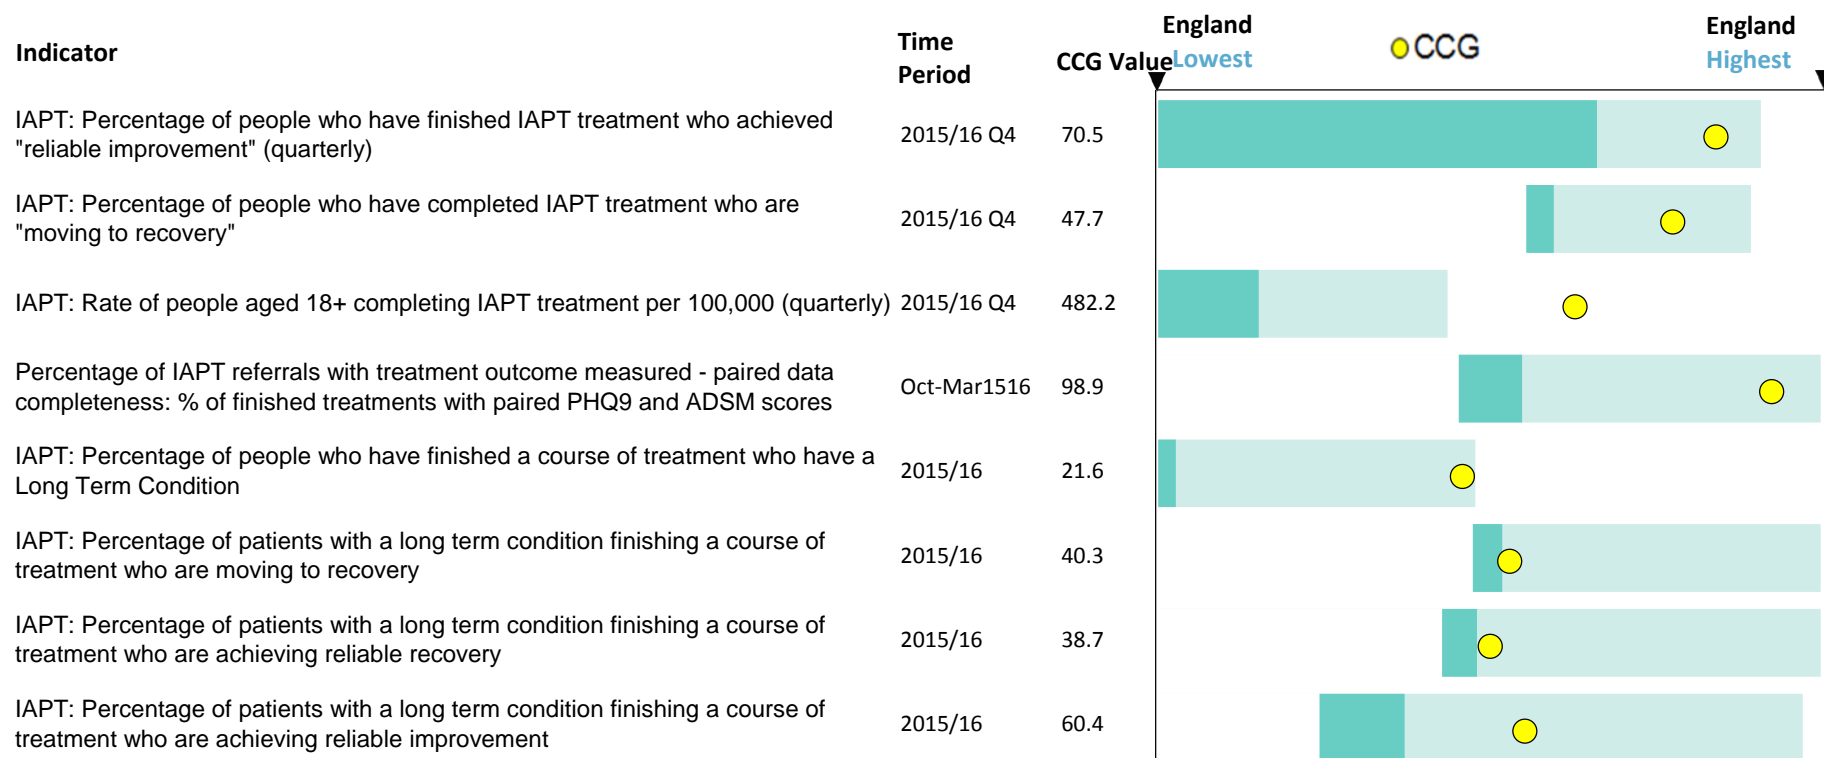 Indicator
Time
Period
CCG Value
England
Lowest
CCG
England
Highest
IAPT: Percentage of people who have finished IAPT treatment who achieved
"reliable improvement" (quarterly)
2015/16 Q4
70.5
IAPT: Percentage of people who have completed IAPT treatment who are
"moving to recovery"
2015/16 Q4
47.7
IAPT: Rate of people aged 18+ completing IAPT treatment per 100,000 (quarterly)
2015/16 Q4
482.2
Percentage of IAPT referrals with treatment outcome measured - paired data
completeness: % of finished treatments with paired PHQ9 and ADSM scores
Oct-Mar1516
98.9
IAPT: Percentage of people who have finished a course of treatment who have a
Long Term Condition
2015/16
21.6
IAPT: Percentage of patients with a long term condition finishing a course of
treatment who are moving to recovery
2015/16
40.3
IAPT: Percentage of patients with a long term condition finishing a course of
treatment who are achieving reliable recovery
2015/16
38.7
IAPT: Percentage of patients with a long term condition finishing a course of
treatment who are achieving reliable improvement
2015/16
60.4